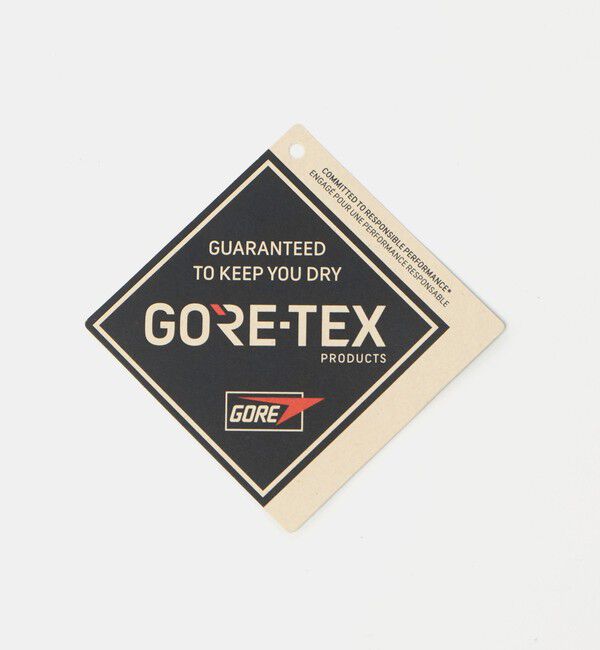 COMMITTED TO RESPONSIBLE PERFORMANCE*
ENGAGÉ POUR UNE PERFORMANCE RESPONSABLE
GUARANTEED
TO KEEP YOU DRY
GORE-TEX
PRODUCTS
GORE